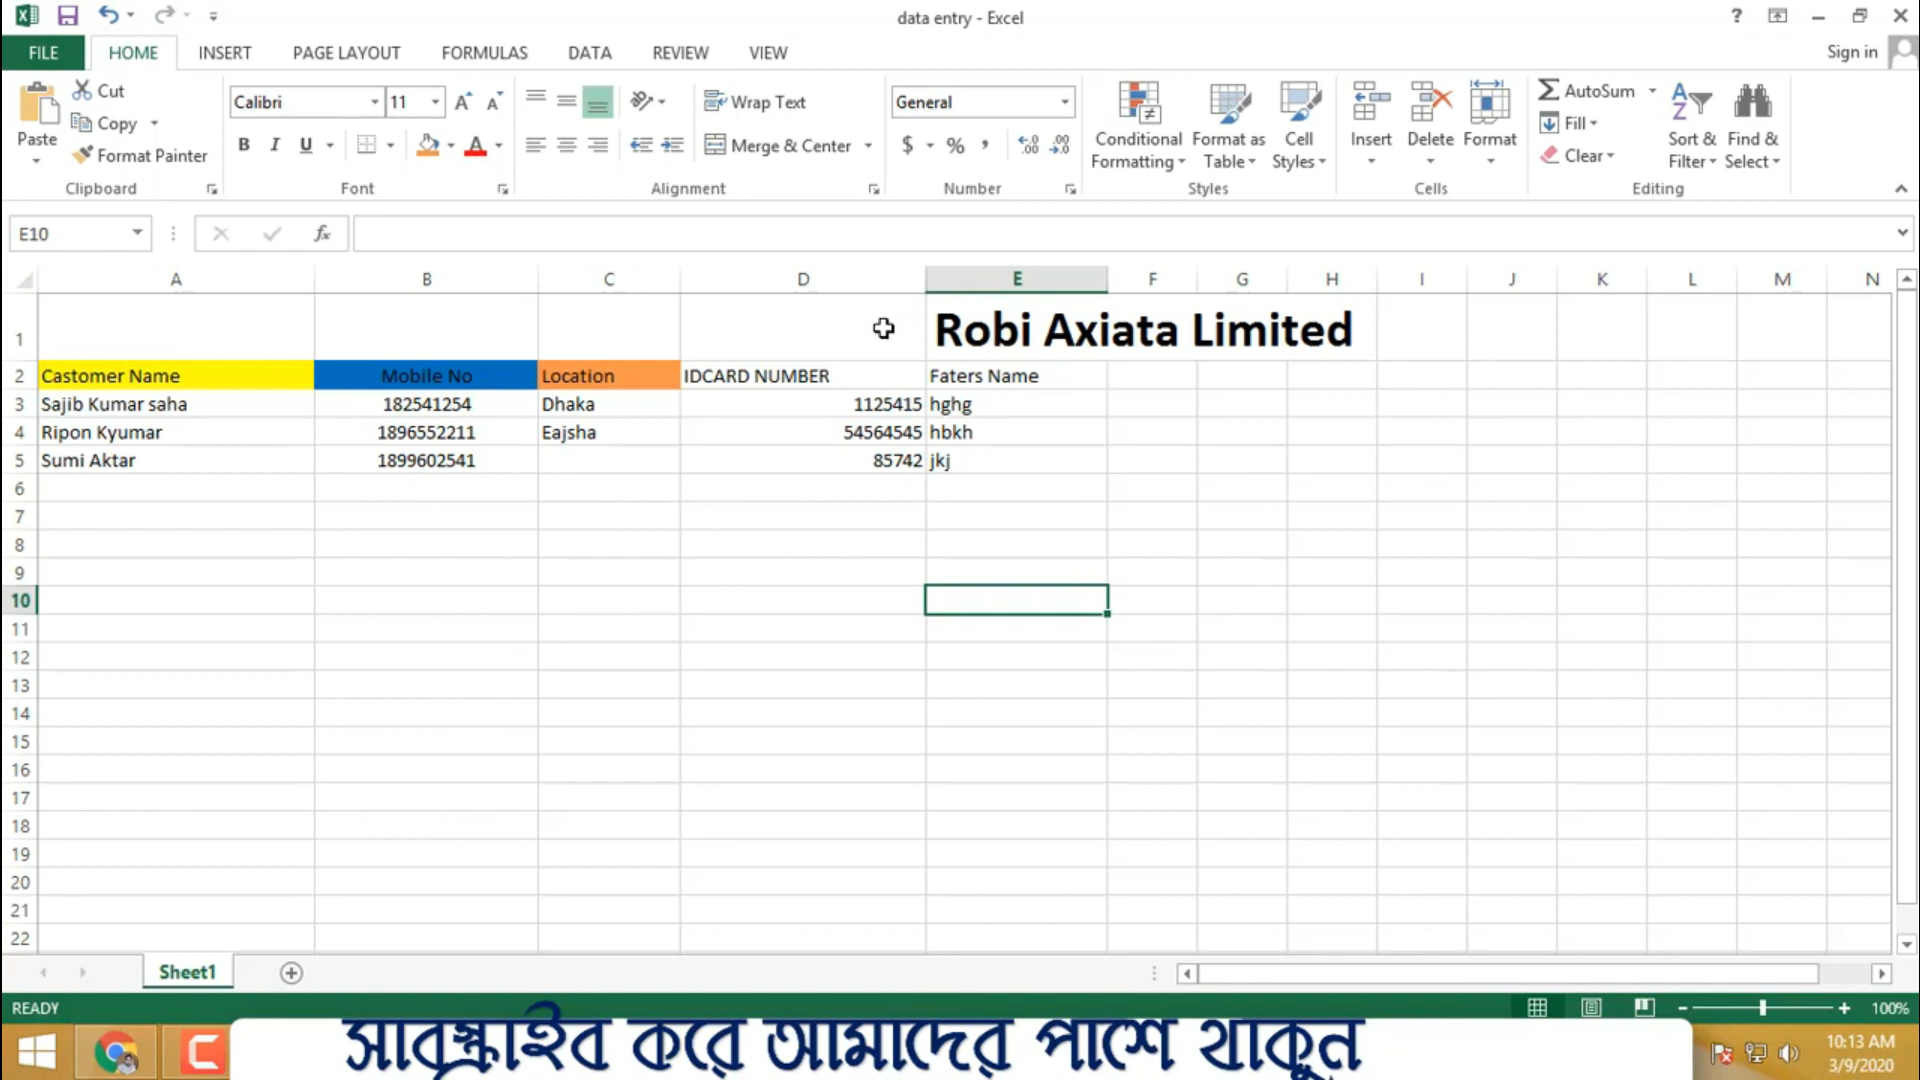 data entry - Excel
FILE HOME INSERT PAGE LAYOUT FORMULAS DATA REVIEW VIEW Sign in
Paste Cut Copy Format Painter Clipboard
Calibri 11 B I U A Font
Wrap Text Merge & Center Alignment
General $ % , Number
Conditional Formatting Format as Table Cell Styles Styles
Insert Delete Format Cells
AutoSum Fill Clear Sort & Filter Find & Select Editing
E10 fx
A B C D E F G H I J K L M N
1 Robi Axiata Limited
2 Castomer Name Mobile No Location IDCARD NUMBER Faters Name
3 Sajib Kumar saha 182541254 Dhaka 1125415 hghg
4 Ripon Kyumar 1896552211 Eajsha 54564545 hbkh
5 Sumi Aktar 1899602541 85742 jkj
6
7
8
9
10
11
12
13
14
15
16
17
18
19
20
21
22
Sheet1
READY 100%
সাবস্ক্রাইব করে আমাদের পাশে থাকুন
10:13 AM
3/9/2020